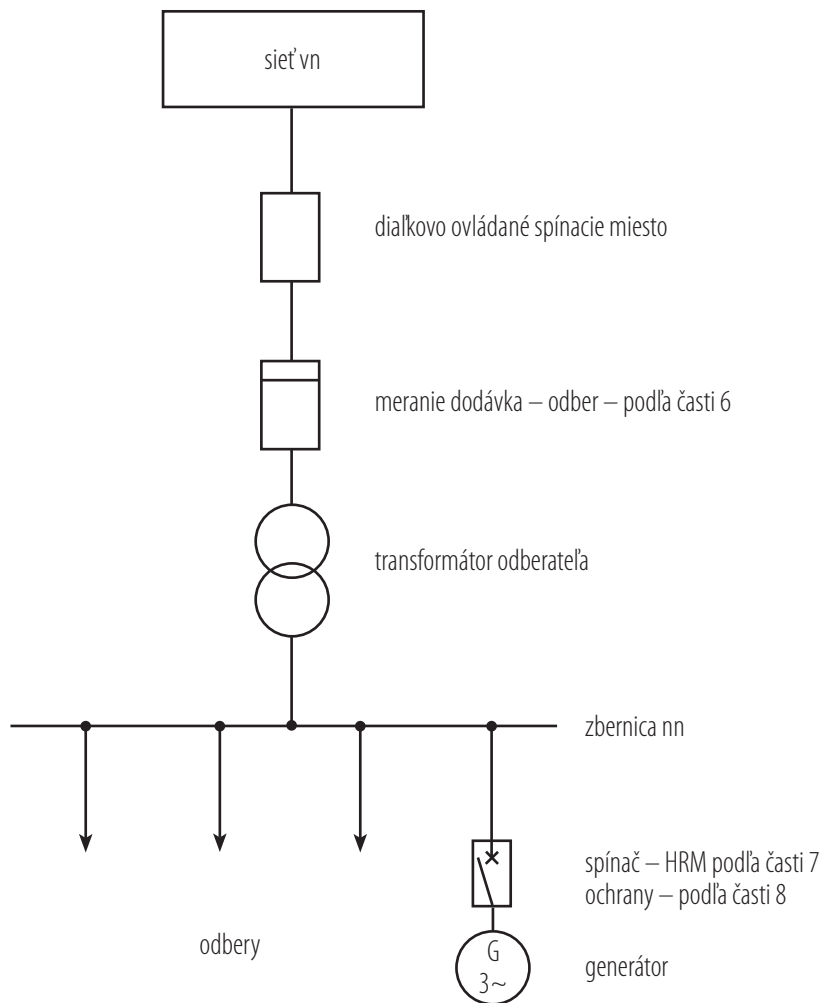 sieť vn
diaľkovo ovládané spínacie miesto
meranie dodávka – odber – podľa časti 6
transformátor odberateľa
zbernica nn
spínač – HRM podľa časti 7
ochrany – podľa časti 8
odbery
G
3~
generátor